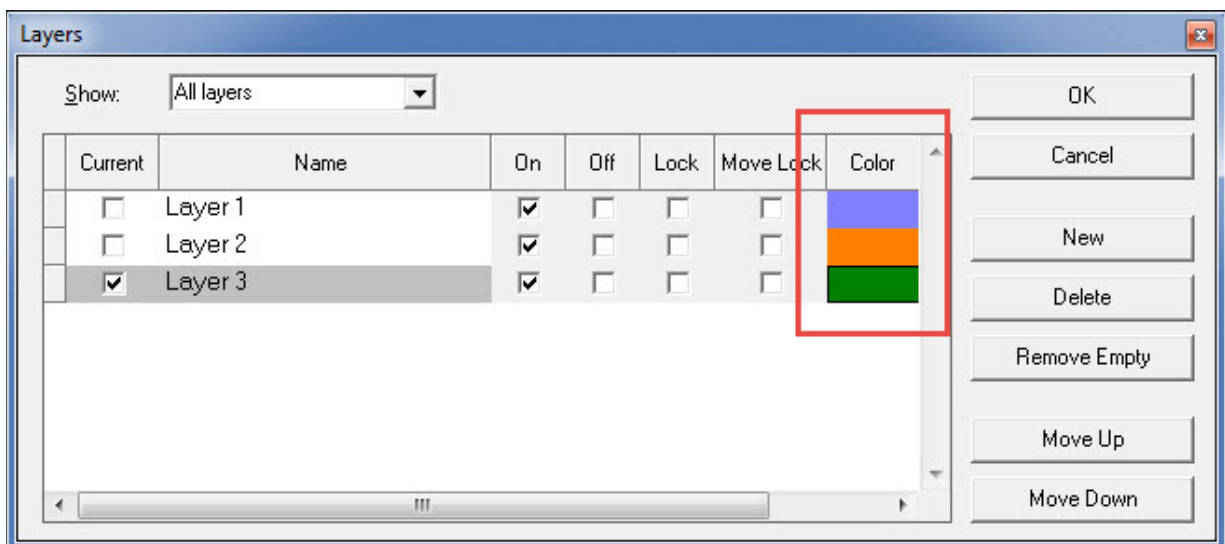 Layers
Show: All layers
OK
Cancel
New
Delete
Remove Empty
Move Up
Move Down
Current Name On Off Lock Move Lock Color
Layer 1
Layer 2
Layer 3